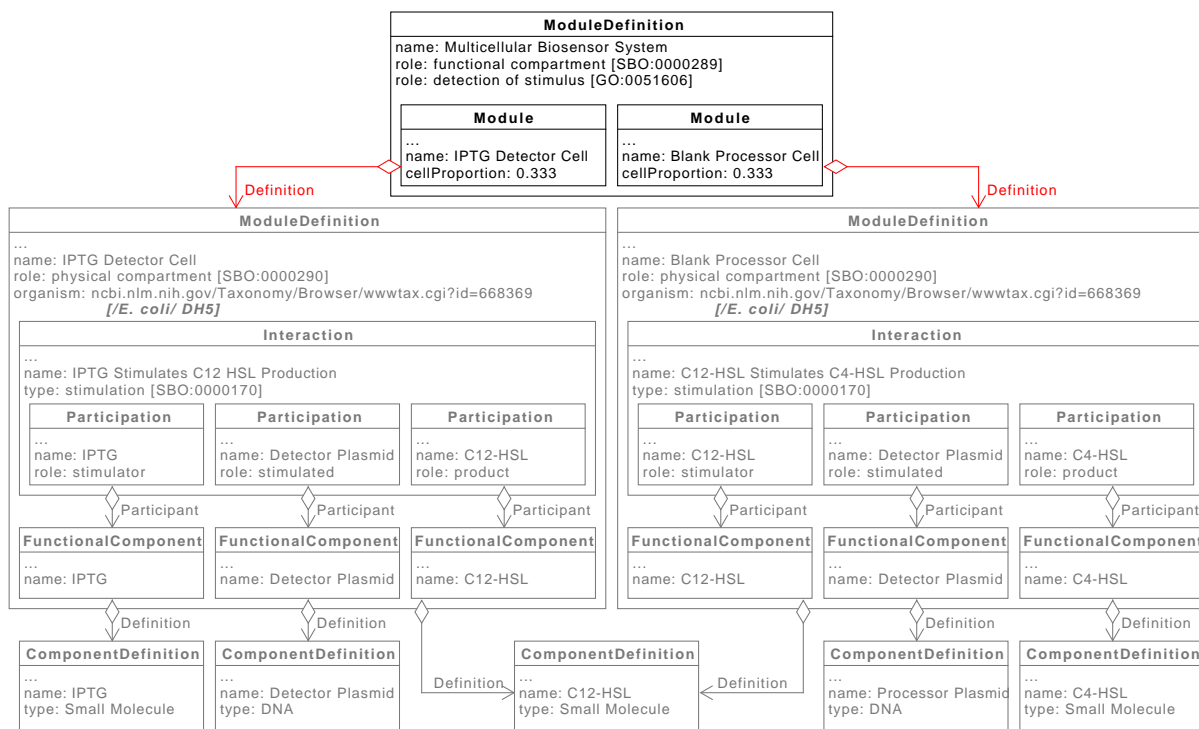 ModuleDefinition
name: Multicellular Biosensor System
role: functional compartment [SBO:0000289]
role: detection of stimulus [GO:0051606]
Module
...
name: IPTG Detector Cell
cellProportion: 0.333
Module
...
name: Blank Processor Cell
cellProportion: 0.333
Definition
Definition
ModuleDefinition
...
name: IPTG Detector Cell
role: physical compartment [SBO:0000290]
organism: ncbi.nlm.nih.gov/Taxonomy/Browser/wwwtax.cgi?id=668369
[/E. coli/ DH5]
Interaction
...
name: IPTG Stimulates C12 HSL Production
type: stimulation [SBO:0000170]
Participation
...
name: IPTG
role: stimulator
Participation
...
name: Detector Plasmid
role: stimulated
Participation
...
name: C12-HSL
role: product
Participant
Participant
Participant
FunctionalComponent
...
name: IPTG
FunctionalComponent
...
name: Detector Plasmid
FunctionalComponent
...
name: C12-HSL
Definition
Definition
ModuleDefinition
...
name: Blank Processor Cell
role: physical compartment [SBO:0000290]
organism: ncbi.nlm.nih.gov/Taxonomy/Browser/wwwtax.cgi?id=668369
[/E. coli/ DH5]
Interaction
...
name: C12-HSL Stimulates C4-HSL Production
type: stimulation [SBO:0000170]
Participation
...
name: C12-HSL
role: stimulator
Participation
...
name: Detector Plasmid
role: stimulated
Participation
...
name: C4-HSL
role: product
Participant
Participant
Participant
FunctionalComponent
...
name: C12-HSL
FunctionalComponent
...
name: Detector Plasmid
FunctionalComponent
...
name: C4-HSL
Definition
Definition
ComponentDefinition
...
name: IPTG
type: Small Molecule
ComponentDefinition
...
name: Detector Plasmid
type: DNA
Definition
ComponentDefinition
...
name: C12-HSL
type: Small Molecule
Definition
ComponentDefinition
...
name: Processor Plasmid
type: DNA
ComponentDefinition
...
name: C4-HSL
type: Small Molecule